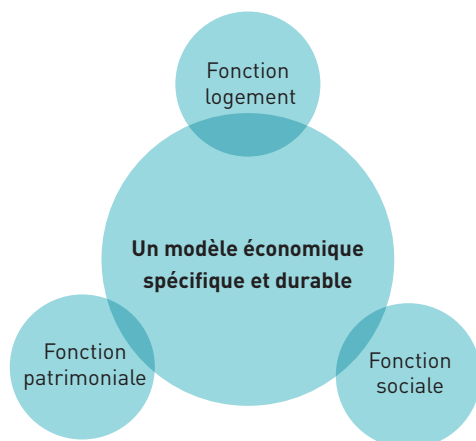 Fonction
logement
Un modèle économique
spécifique et durable
Fonction
patrimoniale
Fonction
sociale